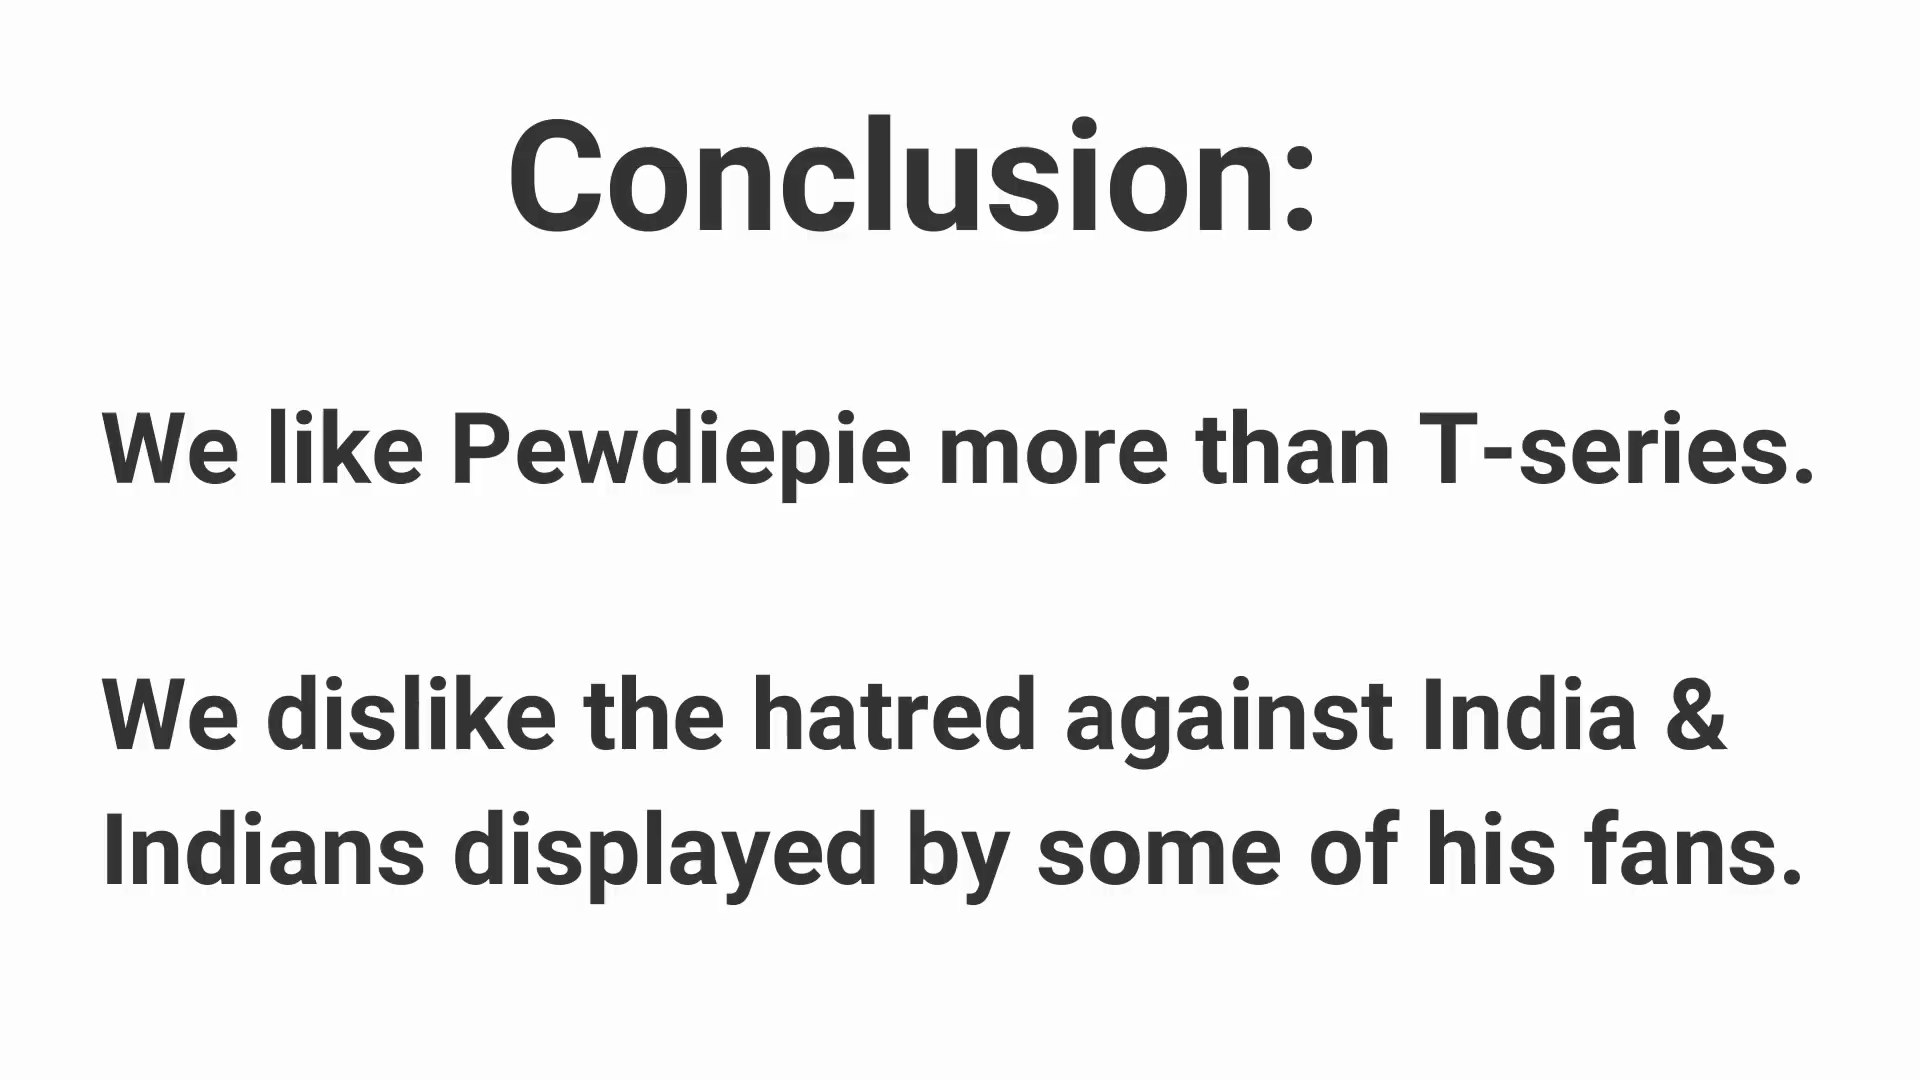 Conclusion:
We like Pewdiepie more than T-series.
We dislike the hatred against India &
Indians displayed by some of his fans.